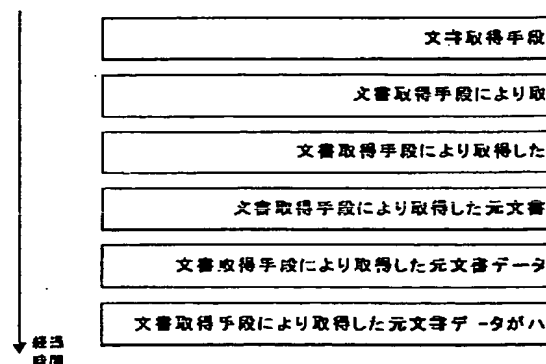 文書取得手段
文書取得手段により取
文書取得手段により取得した
文書取得手段により取得した元文書
文書取得手段により取得した元文書データ
文書取得手段により取得した元文書データがハ
経過
時間